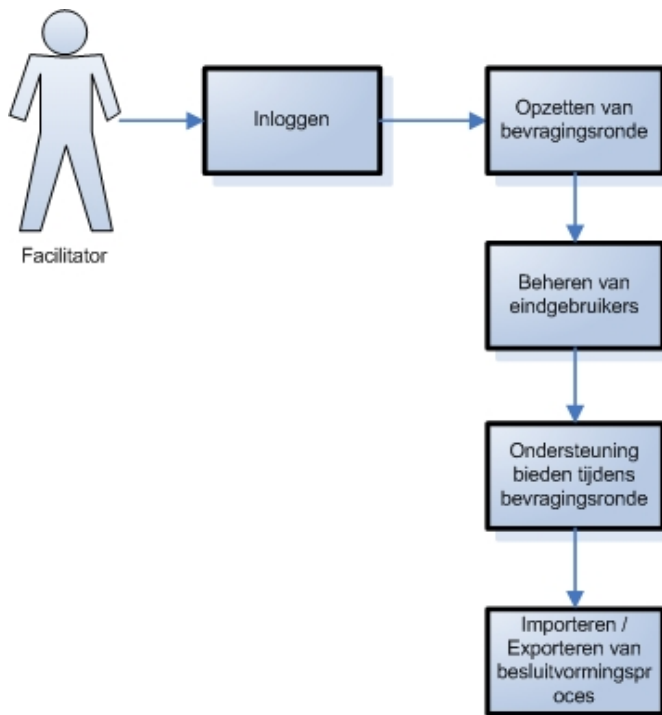 Facilitator
Inloggen
Opzetten van
bevragingsronde
Beheren van
eindgebruikers
Ondersteuning
bieden tijdens
bevragingsronde
Importeren /
Exporteren van
besluitvormingspr
oces